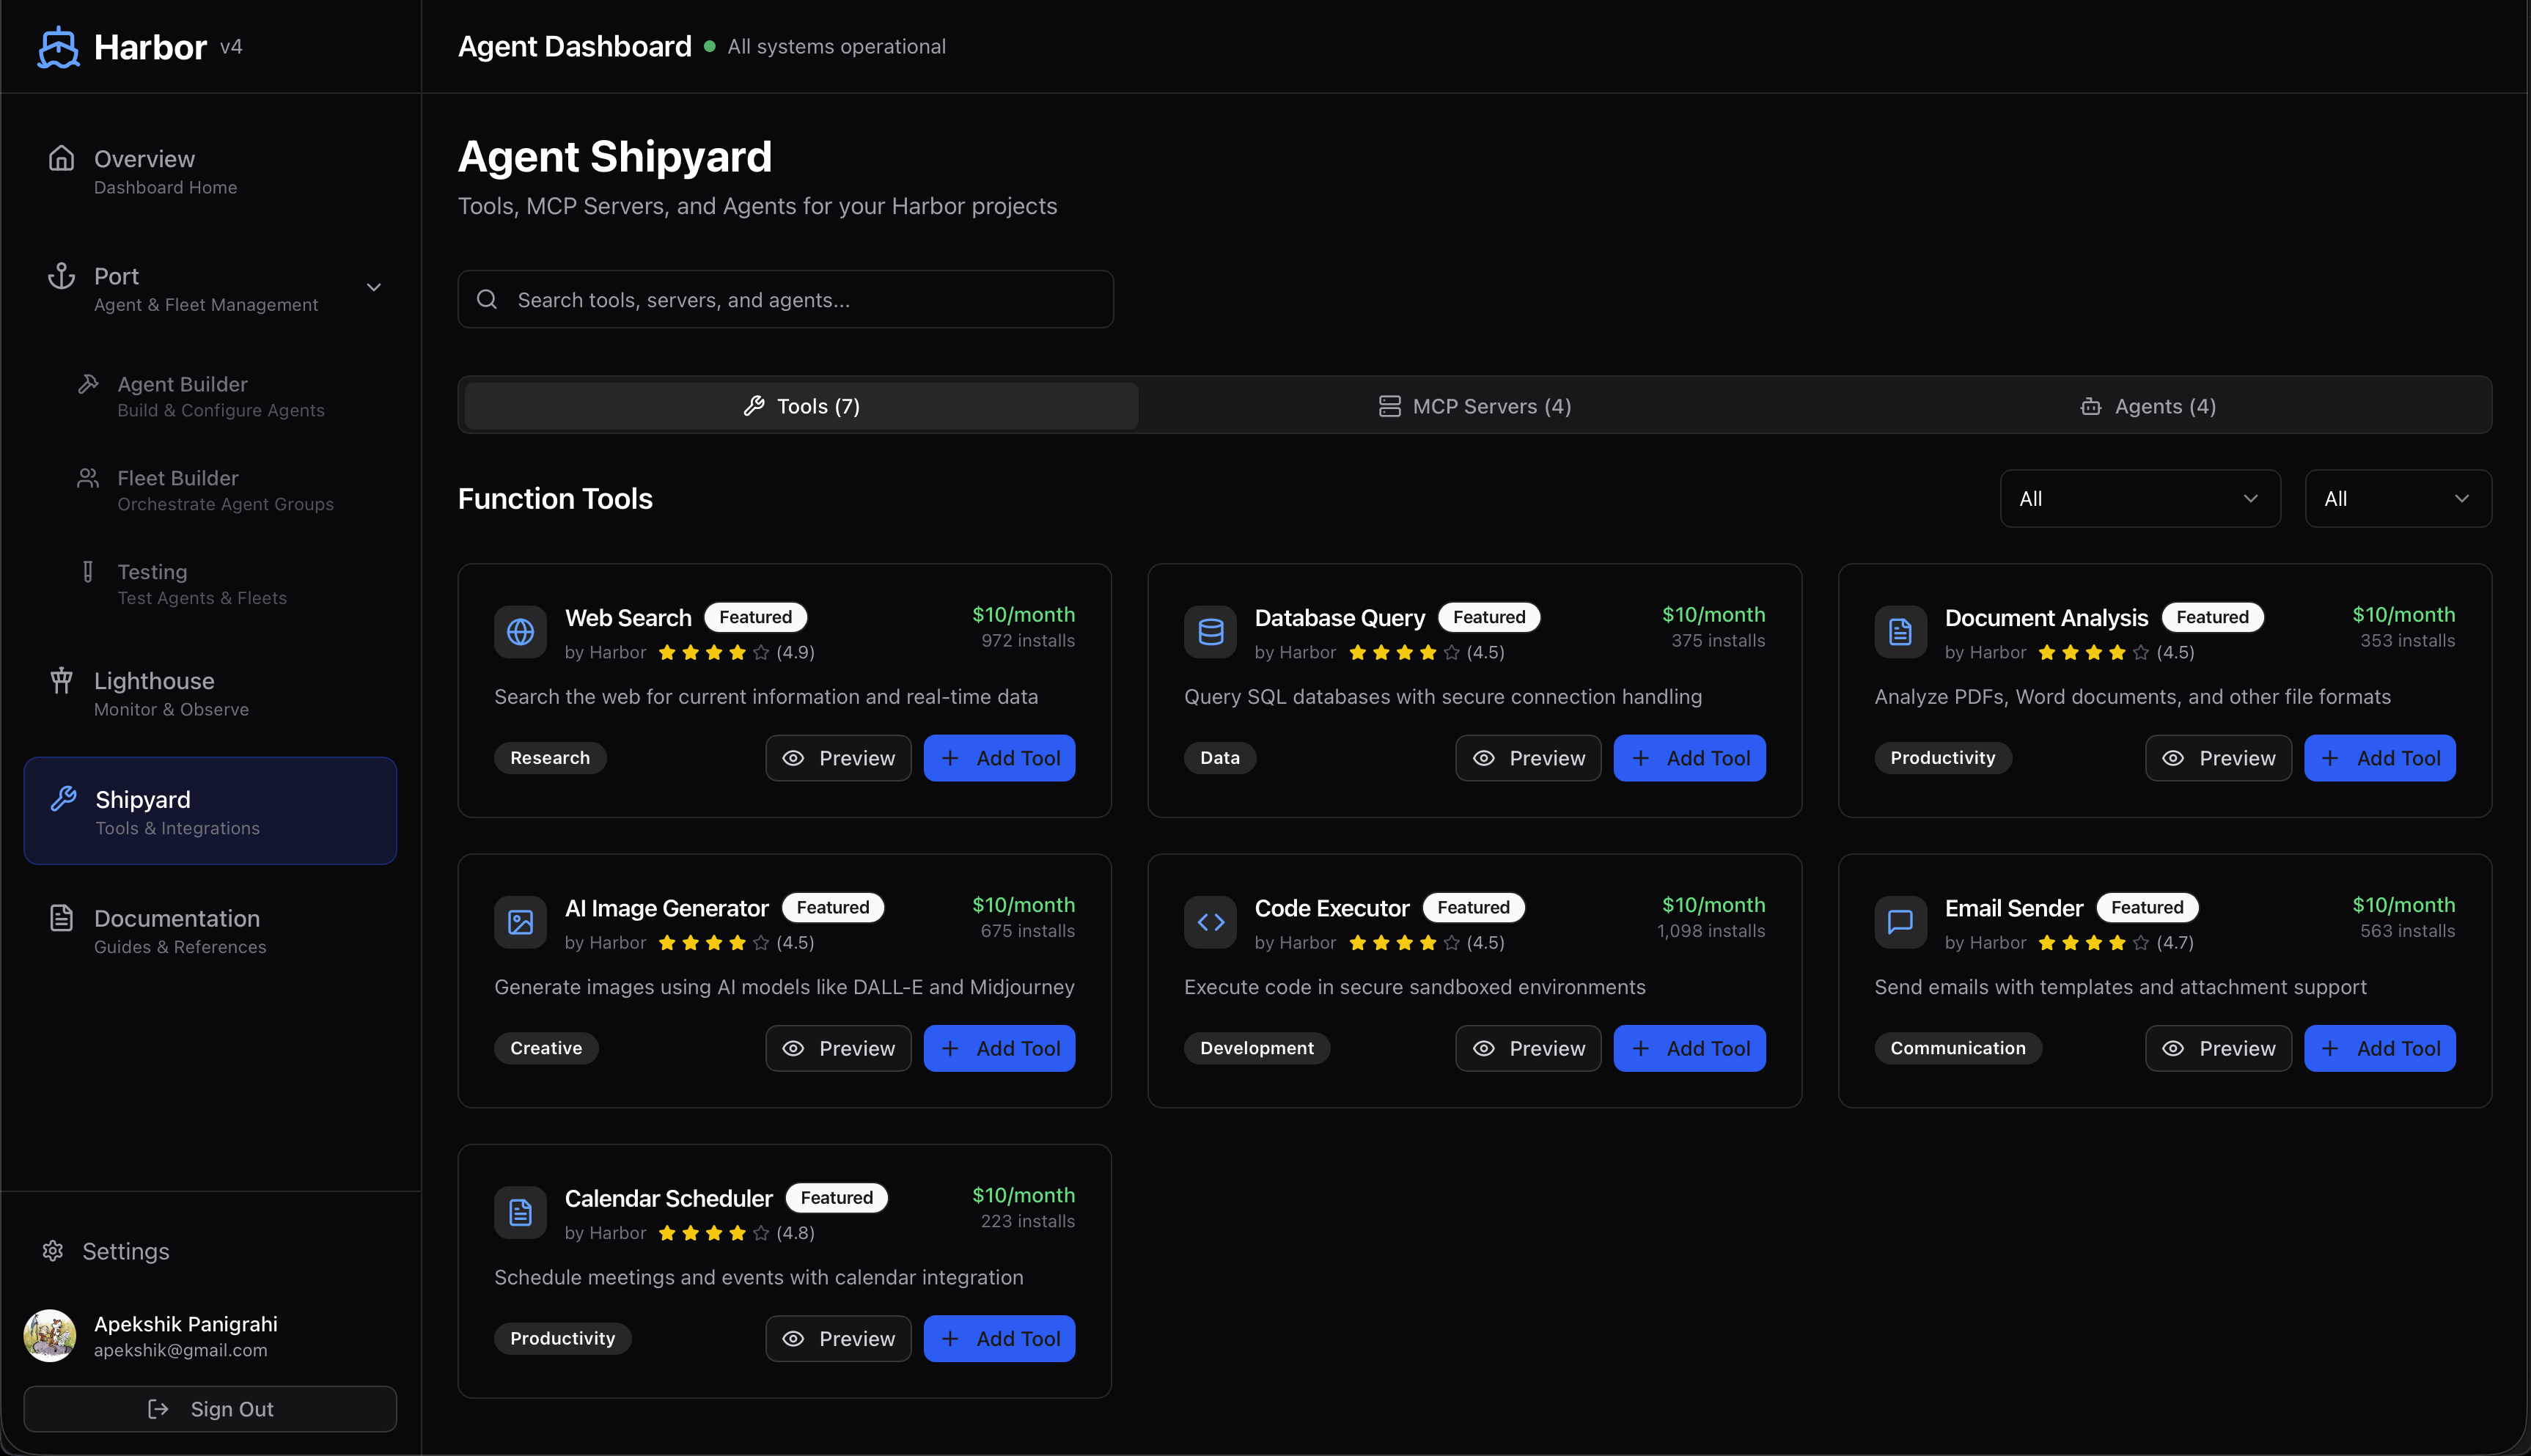 Harbor v4
Overview
Dashboard Home
Port
Agent & Fleet Management
Agent Builder
Build & Configure Agents
Fleet Builder
Orchestrate Agent Groups
Testing
Test Agents & Fleets
Lighthouse
Monitor & Observe
Shipyard
Tools & Integrations
Documentation
Guides & References
Settings
Apekshik Panigrahi
apekshik@gmail.com
Sign Out
Agent Dashboard All systems operational
Agent Shipyard
Tools, MCP Servers, and Agents for your Harbor projects
Search tools, servers, and agents...
Tools (7) MCP Servers (4) Agents (4)
Function Tools All All
Web Search Featured $10/month
by Harbor (4.9) 972 installs
Search the web for current information and real-time data
Research Preview Add Tool
Database Query Featured $10/month
by Harbor (4.5) 375 installs
Query SQL databases with secure connection handling
Data Preview Add Tool
Document Analysis Featured $10/month
by Harbor (4.5) 353 installs
Analyze PDFs, Word documents, and other file formats
Productivity Preview Add Tool
AI Image Generator Featured $10/month
by Harbor (4.5) 675 installs
Generate images using AI models like DALL-E and Midjourney
Creative Preview Add Tool
Code Executor Featured $10/month
by Harbor (4.5) 1,098 installs
Execute code in secure sandboxed environments
Development Preview Add Tool
Email Sender Featured $10/month
by Harbor (4.7) 563 installs
Send emails with templates and attachment support
Communication Preview Add Tool
Calendar Scheduler Featured $10/month
by Harbor (4.8) 223 installs
Schedule meetings and events with calendar integration
Productivity Preview Add Tool